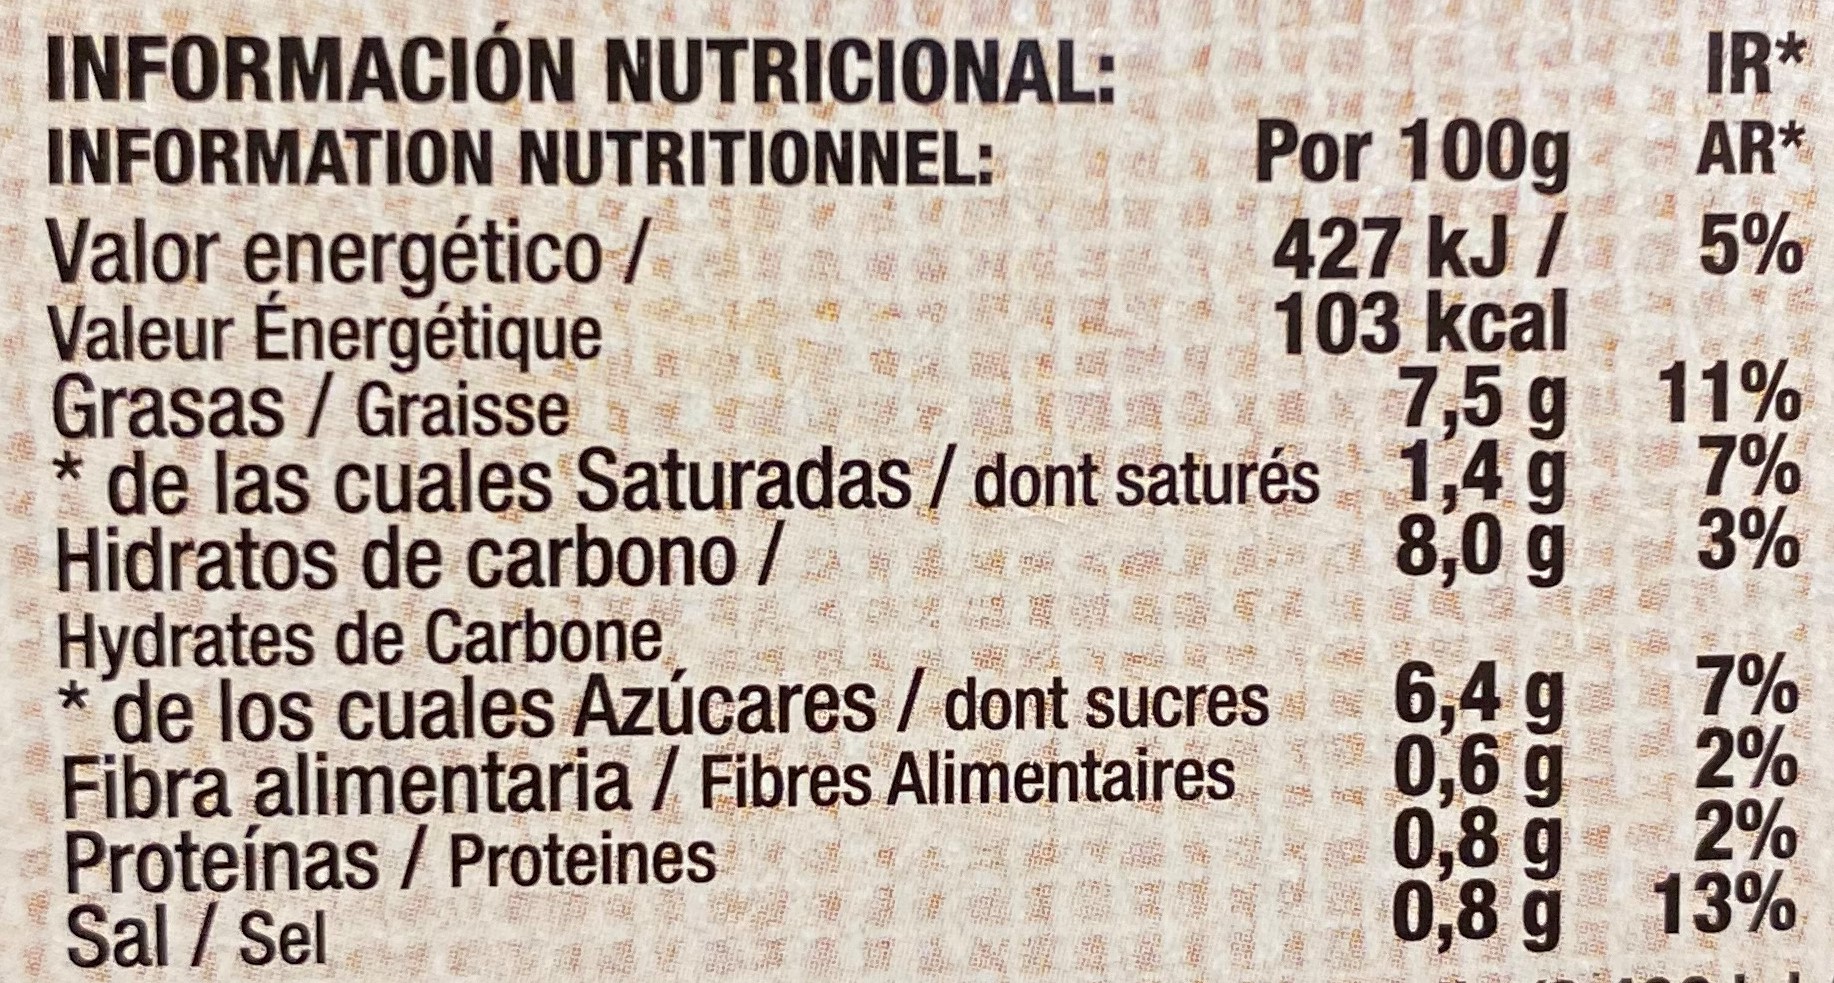 INFORMACIÓN NUTRICIONAL: IR*
INFORMATION NUTRITIONNEL: Por 100g AR*
Valor energético / 427 kJ / 5%
Valeur Énergétique 103 kcal
Grasas / Graisse 7,5 g 11%
* de las cuales Saturadas / dont saturés 1,4 g 7%
Hidratos de carbono / 8,0 g 3%
Hydrates de Carbone
* de los cuales Azúcares / dont sucres 6,4 g 7%
Fibra alimentaria / Fibres Alimentaires 0,6 g 2%
Proteínas / Proteines 0,8 g 2%
Sal / Sel 0,8 g 13%